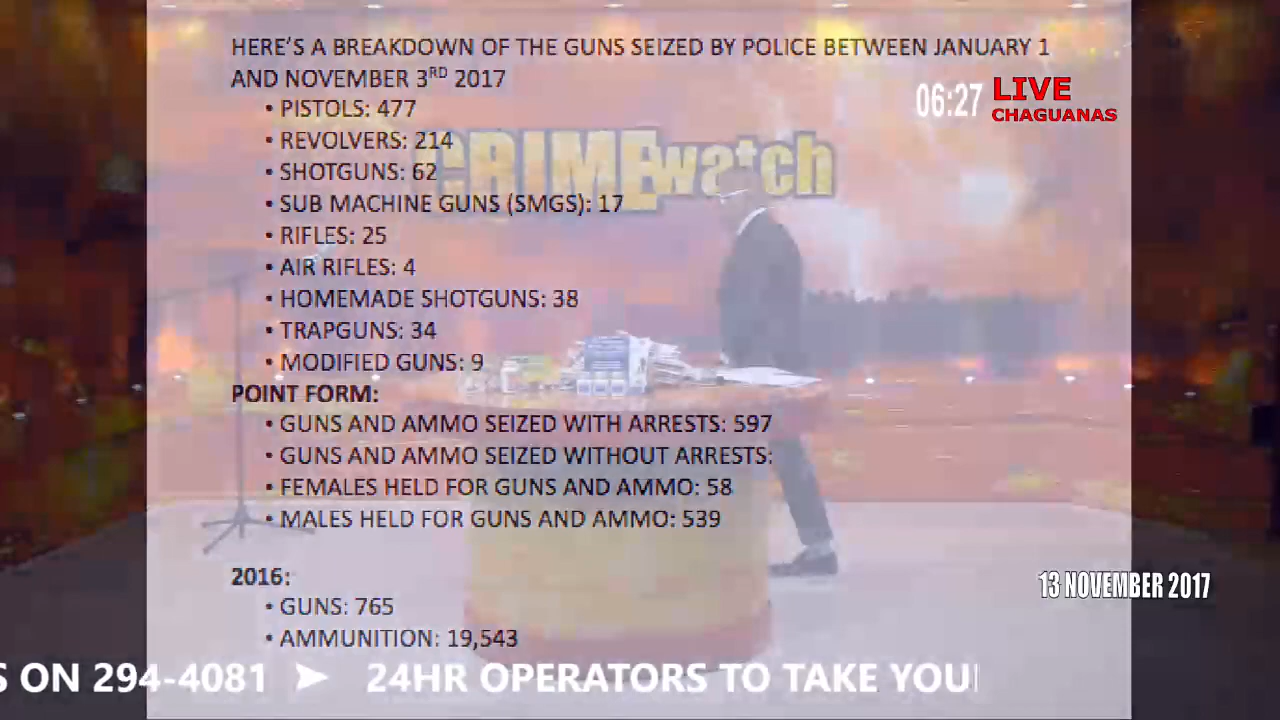 HERE'S A BREAKDOWN OF THE GUNS SEIZED BY POLICE BETWEEN JANUARY 1
AND NOVEMBER 3RD 2017
• PISTOLS: 477
06:27 LIVE
CHAGUANAS
• REVOLVERS: 214
CRIMEwatch
• SHOTGUNS: 62
• SUB MACHINE GUNS (SMGS): 17
• RIFLES: 25
• AIR RIFLES: 4
• HOMEMADE SHOTGUNS: 38
• TRAPGUNS: 34
• MODIFIED GUNS: 9
POINT FORM:
• GUNS AND AMMO SEIZED WITH ARRESTS: 597
• GUNS AND AMMO SEIZED WITHOUT ARRESTS:
• FEMALES HELD FOR GUNS AND AMMO: 58
• MALES HELD FOR GUNS AND AMMO: 539
2016:
13 NOVEMBER 2017
• GUNS: 765
• AMMUNITION: 19,543
S ON 294-4081 ➤ 24HR OPERATORS TO TAKE YOU